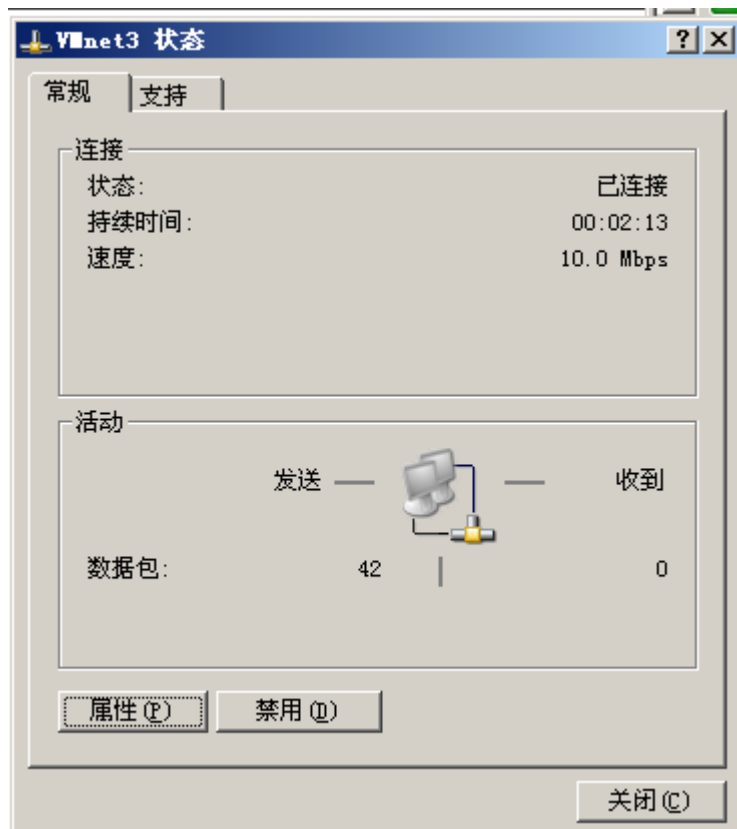 VMnet3 状态
常规 支持
连接
状态: 已连接
持续时间: 00:02:13
速度: 10.0 Mbps
活动
发送 收到
数据包: 42 0
属性(P) 禁用(D)
关闭(C)